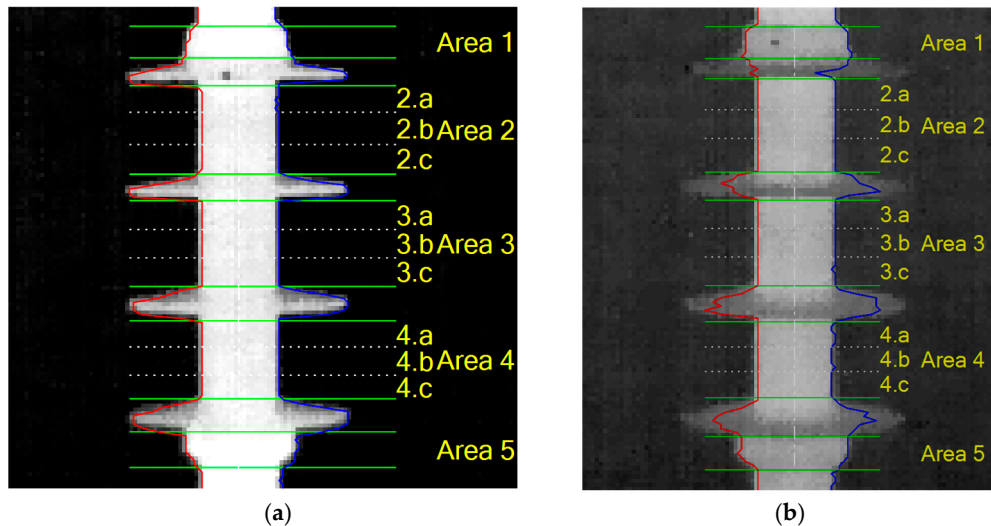 Area 1
2.a
2.b Area 2
2.c
3.a
3.b Area 3
3.c
4.a
4.b Area 4
4.c
Area 5
(a)
Area 1
2.a
2.b Area 2
2.c
3.a
3.b Area 3
3.c
4.a
4.b Area 4
4.c
Area 5
(b)